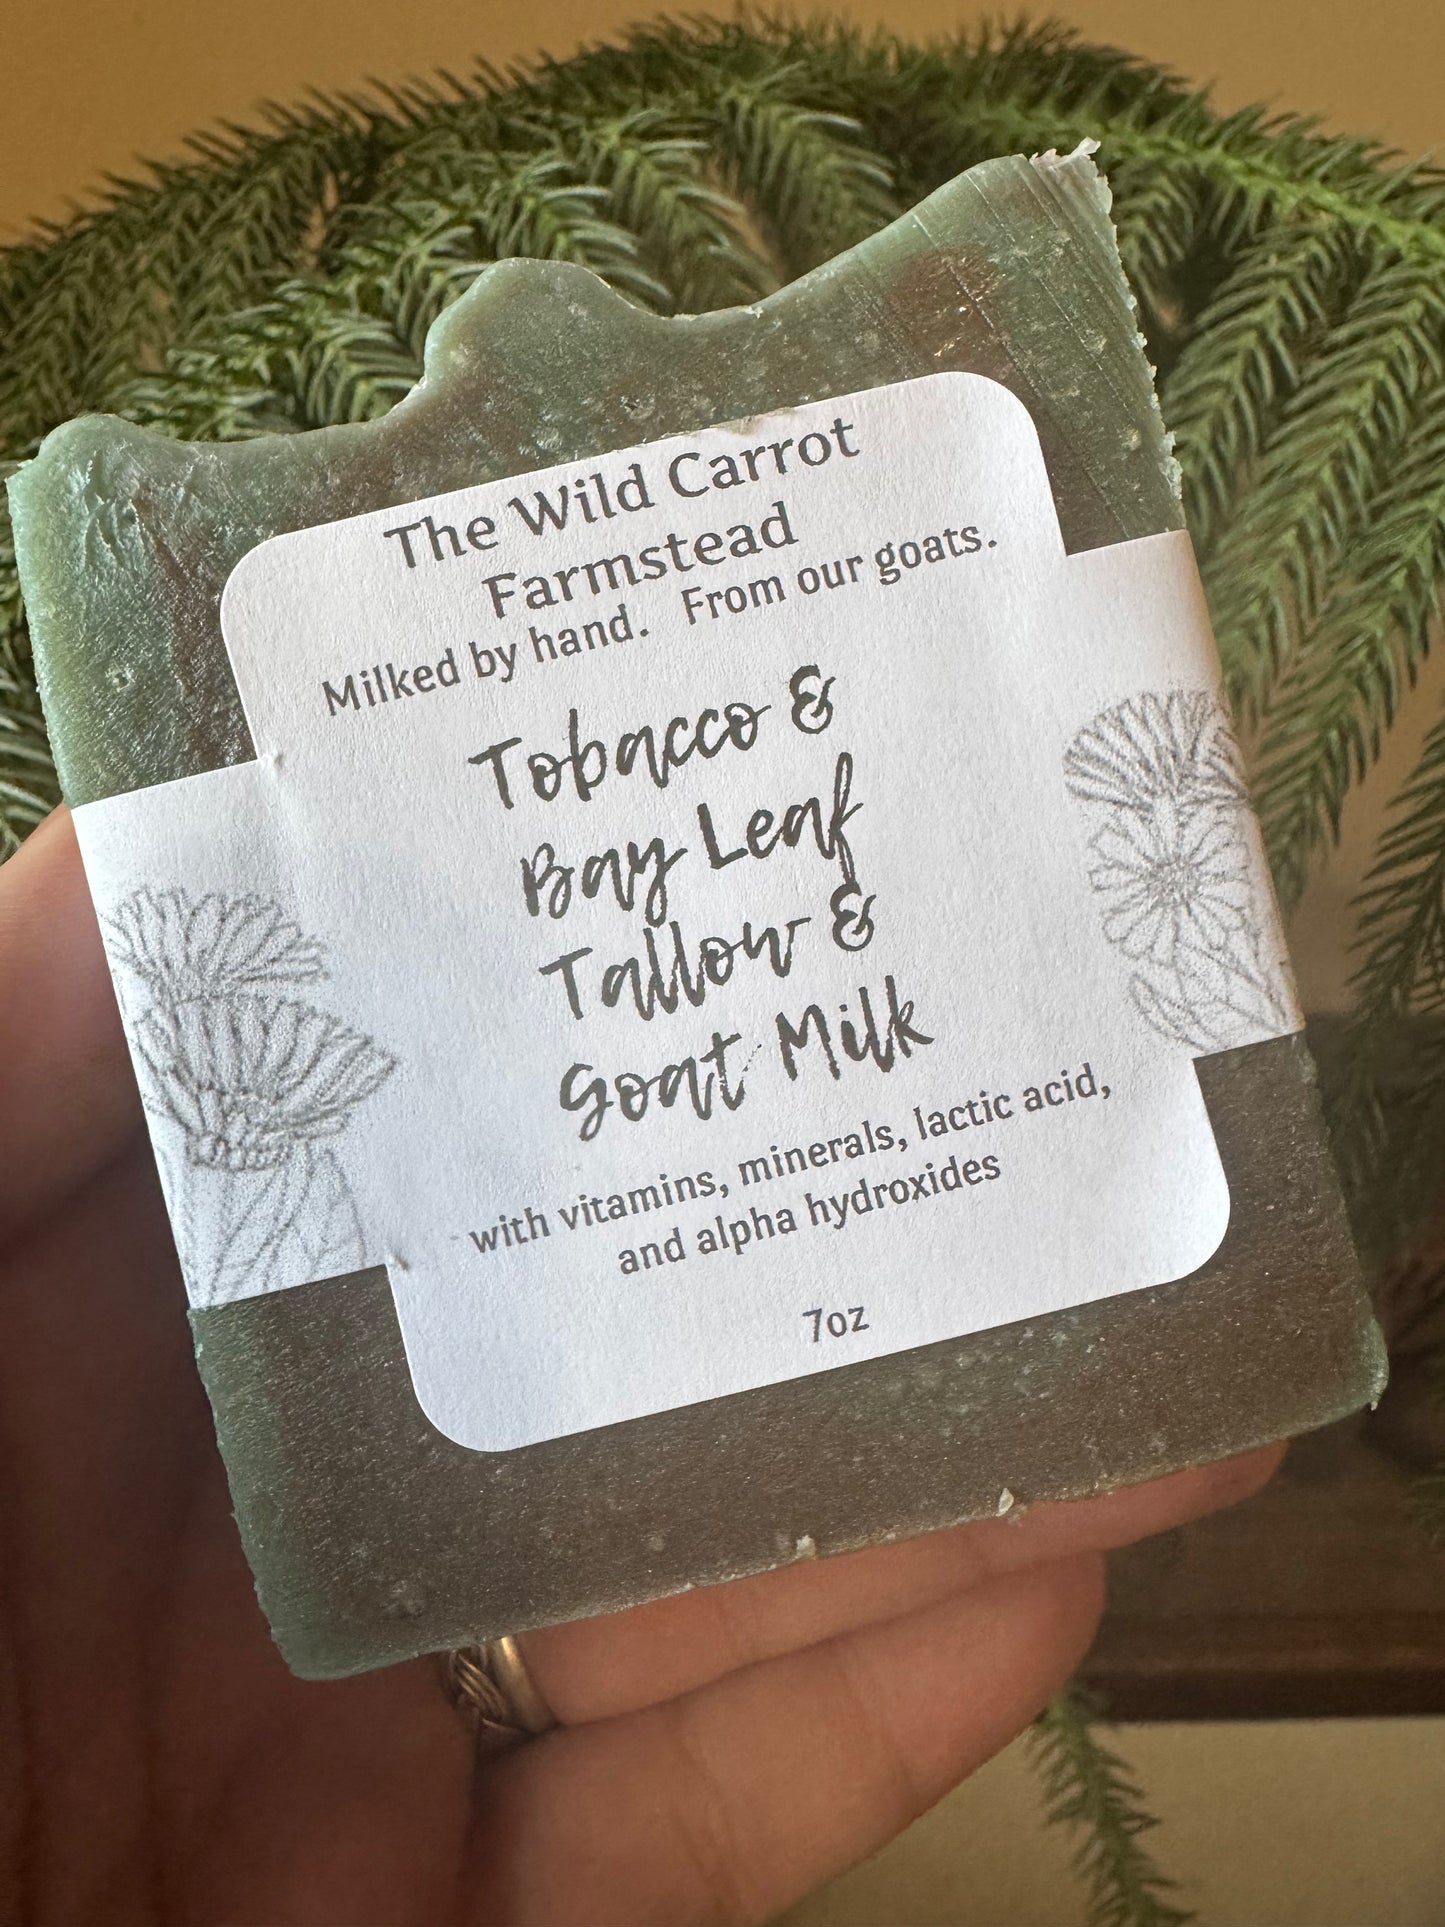 The Wild Carrot
Farmstead
Milked by hand. From our goats.
Tobacco &
Bay Leaf
Tallow &
Goat Milk
with vitamins, minerals, lactic acid,
and alpha hydroxides
7oz